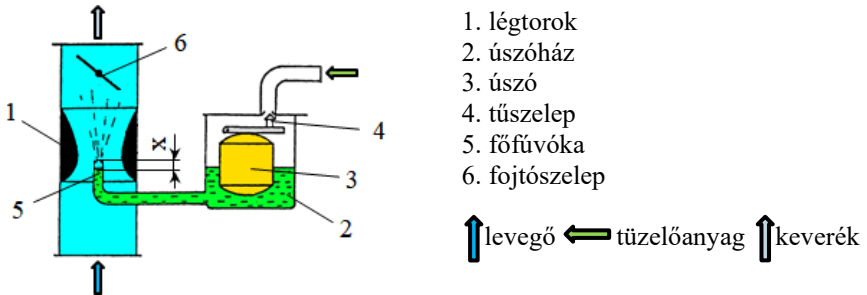 6
1
x
4
3
5
2
1. légtorok
2. úszóház
3. úszó
4. tűszelep
5. főfúvóka
6. fojtószelep
levegő tüzelőanyag keverék